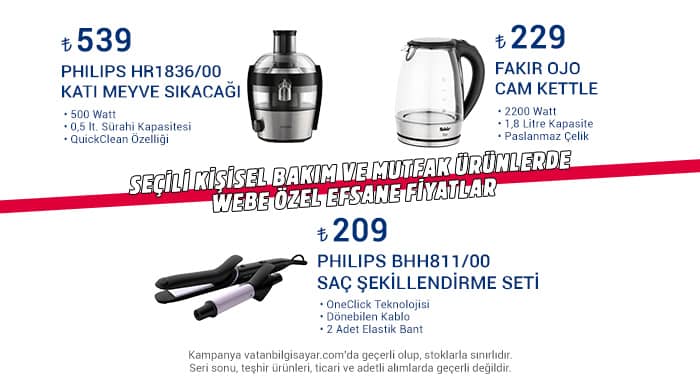 ₺ 539
PHILIPS HR1836/00
KATI MEYVE SIKACAĞI
• 500 Watt
• 0,5 lt. Sürahi Kapasitesi
• QuickClean Özelliği
₺ 229
FAKIR OJO
CAM KETTLE
• 2200 Watt
• 1,8 Litre Kapasite
• Paslanmaz Çelik
SEÇİLİ KİŞİSEL BAKIM VE MUTFAK ÜRÜNLERDE
WEBE ÖZEL EFSANE FİYATLAR
₺ 209
PHILIPS BHH811/00
SAÇ ŞEKİLLENDİRME SETİ
• OneClick Teknolojisi
• Dönebilen Kablo
• 2 Adet Elastik Bant
Kampanya vatanbilgisayar.com'da geçerli olup, stoklarla sınırlıdır.
Seri sonu, teşhir ürünleri, ticari ve adetli alımlarda geçerli değildir.